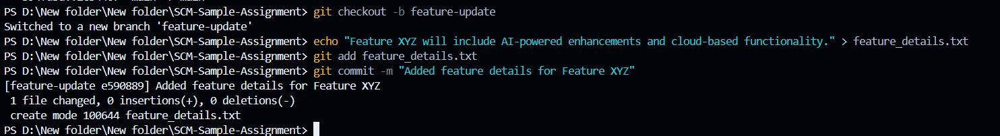 PS D:\New folder\New folder\SCM-Sample-Assignment> git checkout -b feature-update
Switched to a new branch 'feature-update'
PS D:\New folder\New folder\SCM-Sample-Assignment> echo "Feature XYZ will include AI-powered enhancements and cloud-based functionality." > feature_details.txt
PS D:\New folder\New folder\SCM-Sample-Assignment> git add feature_details.txt
PS D:\New folder\New folder\SCM-Sample-Assignment> git commit -m "Added feature details for Feature XYZ"
[feature-update e590889] Added feature details for Feature XYZ
 1 file changed, 0 insertions(+), 0 deletions(-)
 create mode 100644 feature_details.txt
PS D:\New folder\New folder\SCM-Sample-Assignment>